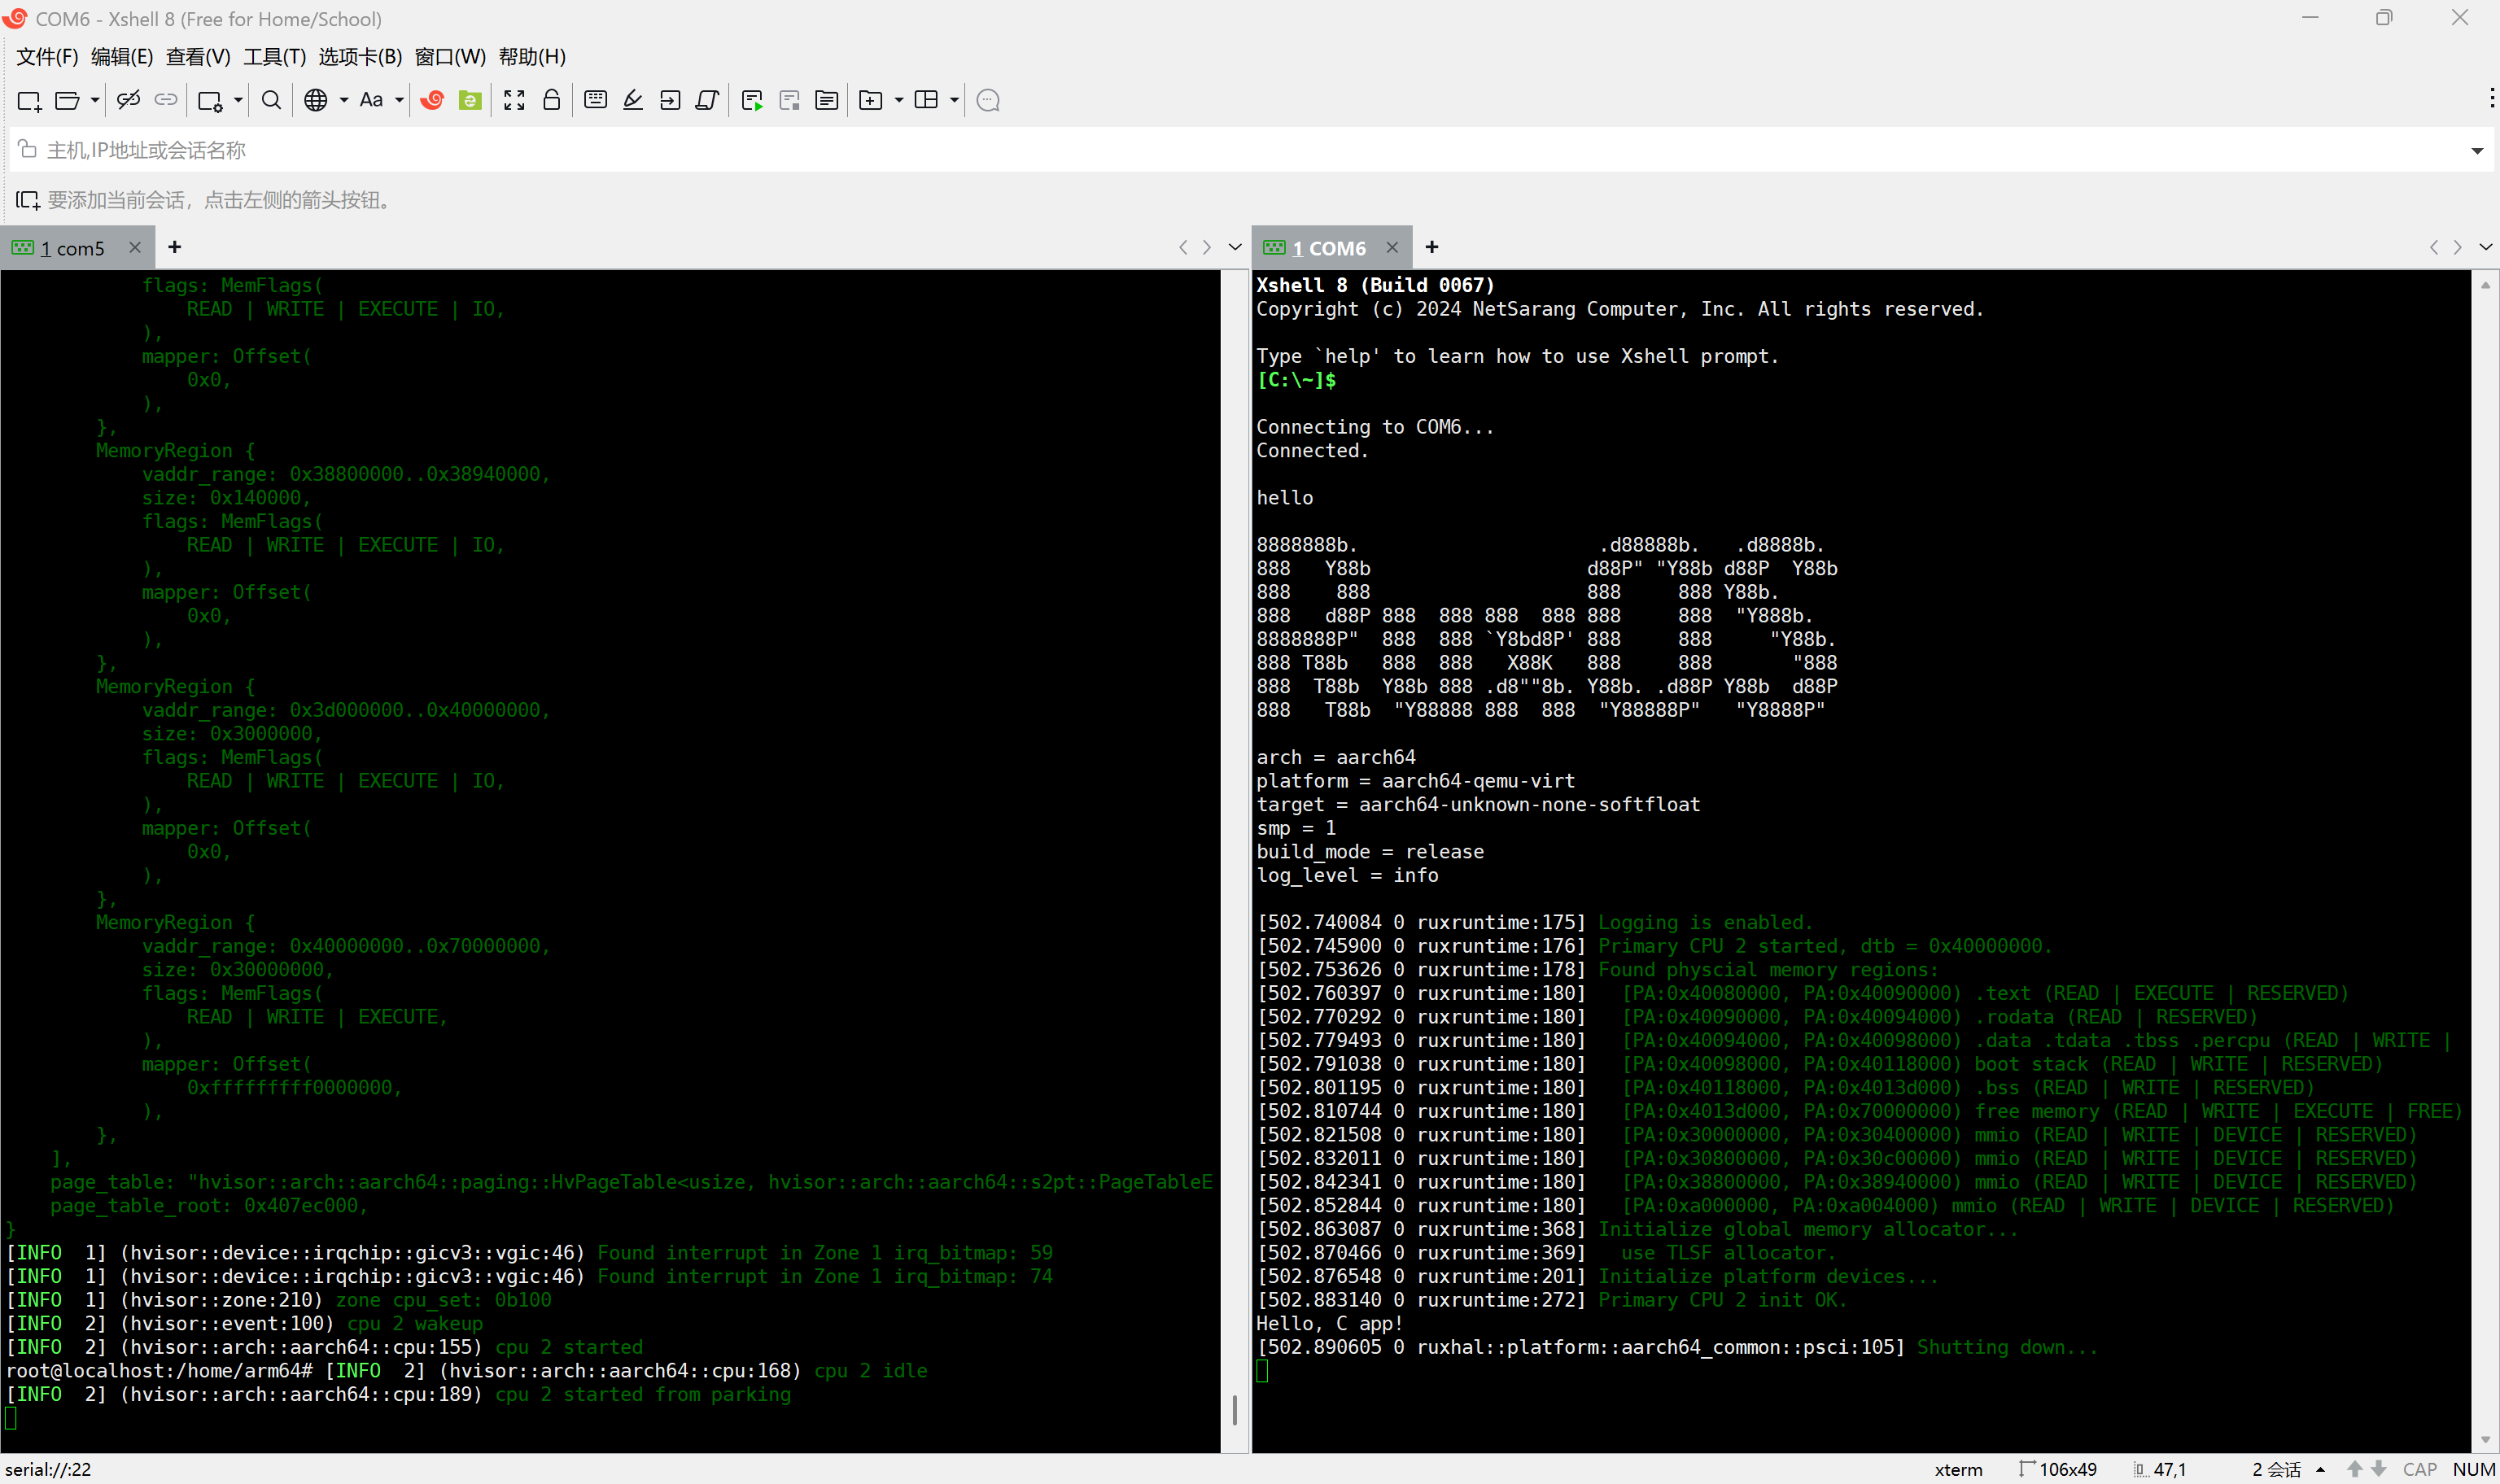 COM6 - Xshell 8 (Free for Home/School)
文件(F) 编辑(E) 查看(V) 工具(T) 选项卡(B) 窗口(W) 帮助(H)
主机,IP地址或会话名称
要添加当前会话，点击左侧的箭头按钮。
1 com5
            flags: MemFlags(
                READ | WRITE | EXECUTE | IO,
            ),
            mapper: Offset(
                0x0,
            ),
        },
        MemoryRegion {
            vaddr_range: 0x38800000..0x38940000,
            size: 0x140000,
            flags: MemFlags(
                READ | WRITE | EXECUTE | IO,
            ),
            mapper: Offset(
                0x0,
            ),
        },
        MemoryRegion {
            vaddr_range: 0x3d000000..0x40000000,
            size: 0x3000000,
            flags: MemFlags(
                READ | WRITE | EXECUTE | IO,
            ),
            mapper: Offset(
                0x0,
            ),
        },
        MemoryRegion {
            vaddr_range: 0x40000000..0x70000000,
            size: 0x30000000,
            flags: MemFlags(
                READ | WRITE | EXECUTE,
            ),
            mapper: Offset(
                0xfffffffff0000000,
            ),
        },
    ],
    page_table: "hvisor::arch::aarch64::paging::HvPageTable<usize, hvisor::arch::aarch64::s2pt::PageTableE
    page_table_root: 0x407ec000,
}
[INFO  1] (hvisor::device::irqchip::gicv3::vgic:46) Found interrupt in Zone 1 irq_bitmap: 59
[INFO  1] (hvisor::device::irqchip::gicv3::vgic:46) Found interrupt in Zone 1 irq_bitmap: 74
[INFO  1] (hvisor::zone:210) zone cpu_set: 0b100
[INFO  2] (hvisor::event:100) cpu 2 wakeup
[INFO  2] (hvisor::arch::aarch64::cpu:155) cpu 2 started
root@localhost:/home/arm64# [INFO  2] (hvisor::arch::aarch64::cpu:168) cpu 2 idle
[INFO  2] (hvisor::arch::aarch64::cpu:189) cpu 2 started from parking
1 COM6
Xshell 8 (Build 0067)
Copyright (c) 2024 NetSarang Computer, Inc. All rights reserved.
Type `help' to learn how to use Xshell prompt.
[C:\~]$
Connecting to COM6...
Connected.
hello
8888888b.                     .d88888b.   .d8888b.
888   Y88b                   d88P" "Y88b d88P  Y88b
888    888                   888     888 Y88b.
888   d88P 888  888 888  888 888     888  "Y888b.
8888888P"  888  888 `Y8bd8P' 888     888     "Y88b.
888 T88b   888  888   X88K   888     888       "888
888  T88b  Y88b 888 .d8""8b. Y88b. .d88P Y88b  d88P
888   T88b  "Y88888 888  888  "Y88888P"   "Y8888P"
arch = aarch64
platform = aarch64-qemu-virt
target = aarch64-unknown-none-softfloat
smp = 1
build_mode = release
log_level = info
[502.740084 0 ruxruntime:175] Logging is enabled.
[502.745900 0 ruxruntime:176] Primary CPU 2 started, dtb = 0x40000000.
[502.753626 0 ruxruntime:178] Found physcial memory regions:
[502.760397 0 ruxruntime:180]   [PA:0x40080000, PA:0x40090000) .text (READ | EXECUTE | RESERVED)
[502.770292 0 ruxruntime:180]   [PA:0x40090000, PA:0x40094000) .rodata (READ | RESERVED)
[502.779493 0 ruxruntime:180]   [PA:0x40094000, PA:0x40098000) .data .tdata .tbss .percpu (READ | WRITE |
[502.791038 0 ruxruntime:180]   [PA:0x40098000, PA:0x40118000) boot stack (READ | WRITE | RESERVED)
[502.801195 0 ruxruntime:180]   [PA:0x40118000, PA:0x4013d000) .bss (READ | WRITE | RESERVED)
[502.810744 0 ruxruntime:180]   [PA:0x4013d000, PA:0x70000000) free memory (READ | WRITE | EXECUTE | FREE)
[502.821508 0 ruxruntime:180]   [PA:0x30000000, PA:0x30400000) mmio (READ | WRITE | DEVICE | RESERVED)
[502.832011 0 ruxruntime:180]   [PA:0x30800000, PA:0x30c00000) mmio (READ | WRITE | DEVICE | RESERVED)
[502.842341 0 ruxruntime:180]   [PA:0x38800000, PA:0x38940000) mmio (READ | WRITE | DEVICE | RESERVED)
[502.852844 0 ruxruntime:180]   [PA:0xa000000, PA:0xa004000) mmio (READ | WRITE | DEVICE | RESERVED)
[502.863087 0 ruxruntime:368] Initialize global memory allocator...
[502.870466 0 ruxruntime:369]   use TLSF allocator.
[502.876548 0 ruxruntime:201] Initialize platform devices...
[502.883140 0 ruxruntime:272] Primary CPU 2 init OK.
Hello, C app!
[502.890605 0 ruxhal::platform::aarch64_common::psci:105] Shutting down...
serial://:22
xterm 106x49 47,1 2 会话 CAP NUM